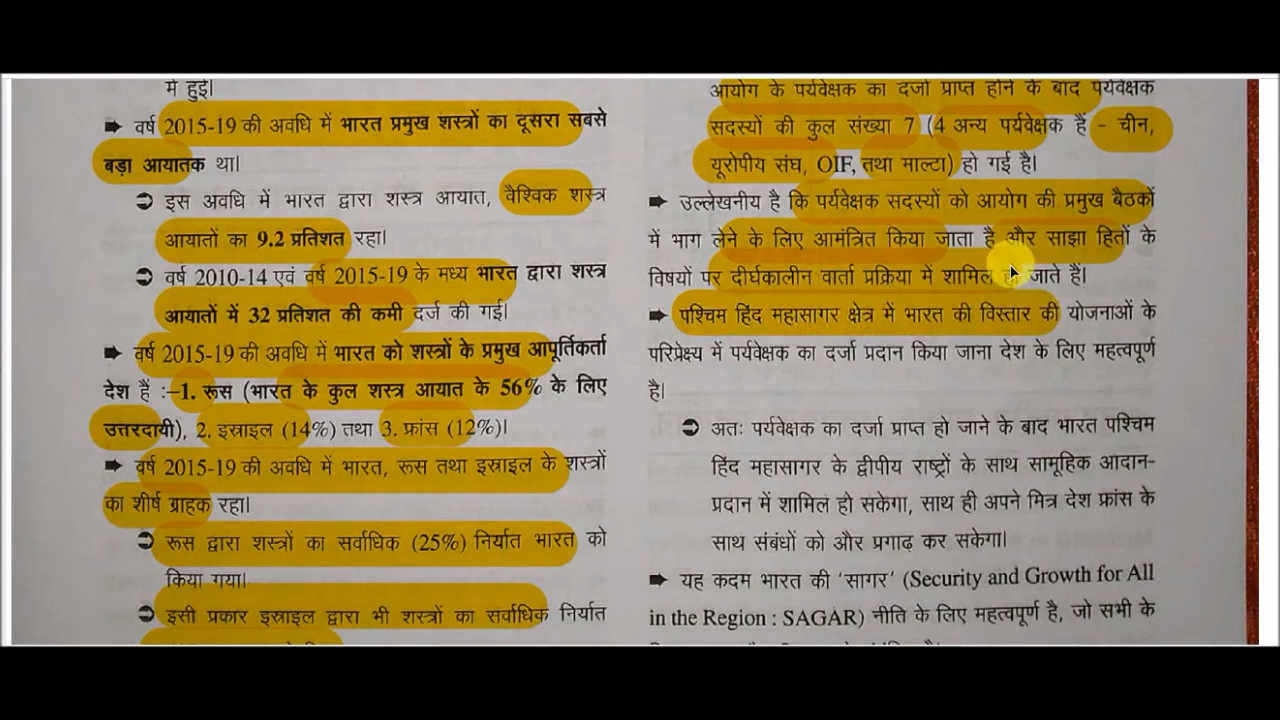 में हुई।
➨ वर्ष 2015-19 की अवधि में भारत प्रमुख शस्त्रों का दूसरा सबसे
बड़ा आयातक था।
➲ इस अवधि में भारत द्वारा शस्त्र आयात, वैश्विक शस्त्र
आयातों का 9.2 प्रतिशत रहा।
➲ वर्ष 2010-14 एवं वर्ष 2015-19 के मध्य भारत द्वारा शस्त्र
आयातों में 32 प्रतिशत की कमी दर्ज की गई।
➨ वर्ष 2015-19 की अवधि में भारत को शस्त्रों के प्रमुख आपूर्तिकर्ता
देश हैं :–1. रूस (भारत के कुल शस्त्र आयात के 56% के लिए
उत्तरदायी), 2. इस्राइल (14%) तथा 3. फ्रांस (12%)।
➨ वर्ष 2015-19 की अवधि में भारत, रूस तथा इस्राइल के शस्त्रों
का शीर्ष ग्राहक रहा।
➲ रूस द्वारा शस्त्रों का सर्वाधिक (25%) निर्यात भारत को
किया गया।
➲ इसी प्रकार इस्राइल द्वारा भी शस्त्रों का सर्वाधिक निर्यात
आयोग के पर्यवेक्षक का दर्जा प्राप्त होने के बाद पर्यवेक्षक
सदस्यों की कुल संख्या 7 (4 अन्य पर्यवेक्षक हैं – चीन,
यूरोपीय संघ, OIF, तथा माल्टा) हो गई है।
➨ उल्लेखनीय है कि पर्यवेक्षक सदस्यों को आयोग की प्रमुख बैठकों
में भाग लेने के लिए आमंत्रित किया जाता है और साझा हितों के
विषयों पर दीर्घकालीन वार्ता प्रक्रिया में शामिल जाते हैं।
➨ पश्चिम हिंद महासागर क्षेत्र में भारत की विस्तार की योजनाओं के
परिप्रेक्ष्य में पर्यवेक्षक का दर्जा प्रदान किया जाना देश के लिए महत्वपूर्ण
है।
➲ अतः पर्यवेक्षक का दर्जा प्राप्त हो जाने के बाद भारत पश्चिम
हिंद महासागर के द्वीपीय राष्ट्रों के साथ सामूहिक आदान-
प्रदान में शामिल हो सकेगा, साथ ही अपने मित्र देश फ्रांस के
साथ संबंधों को और प्रगाढ़ कर सकेगा।
➨ यह कदम भारत की ‘सागर’ (Security and Growth for All
in the Region : SAGAR) नीति के लिए महत्वपूर्ण है, जो सभी के